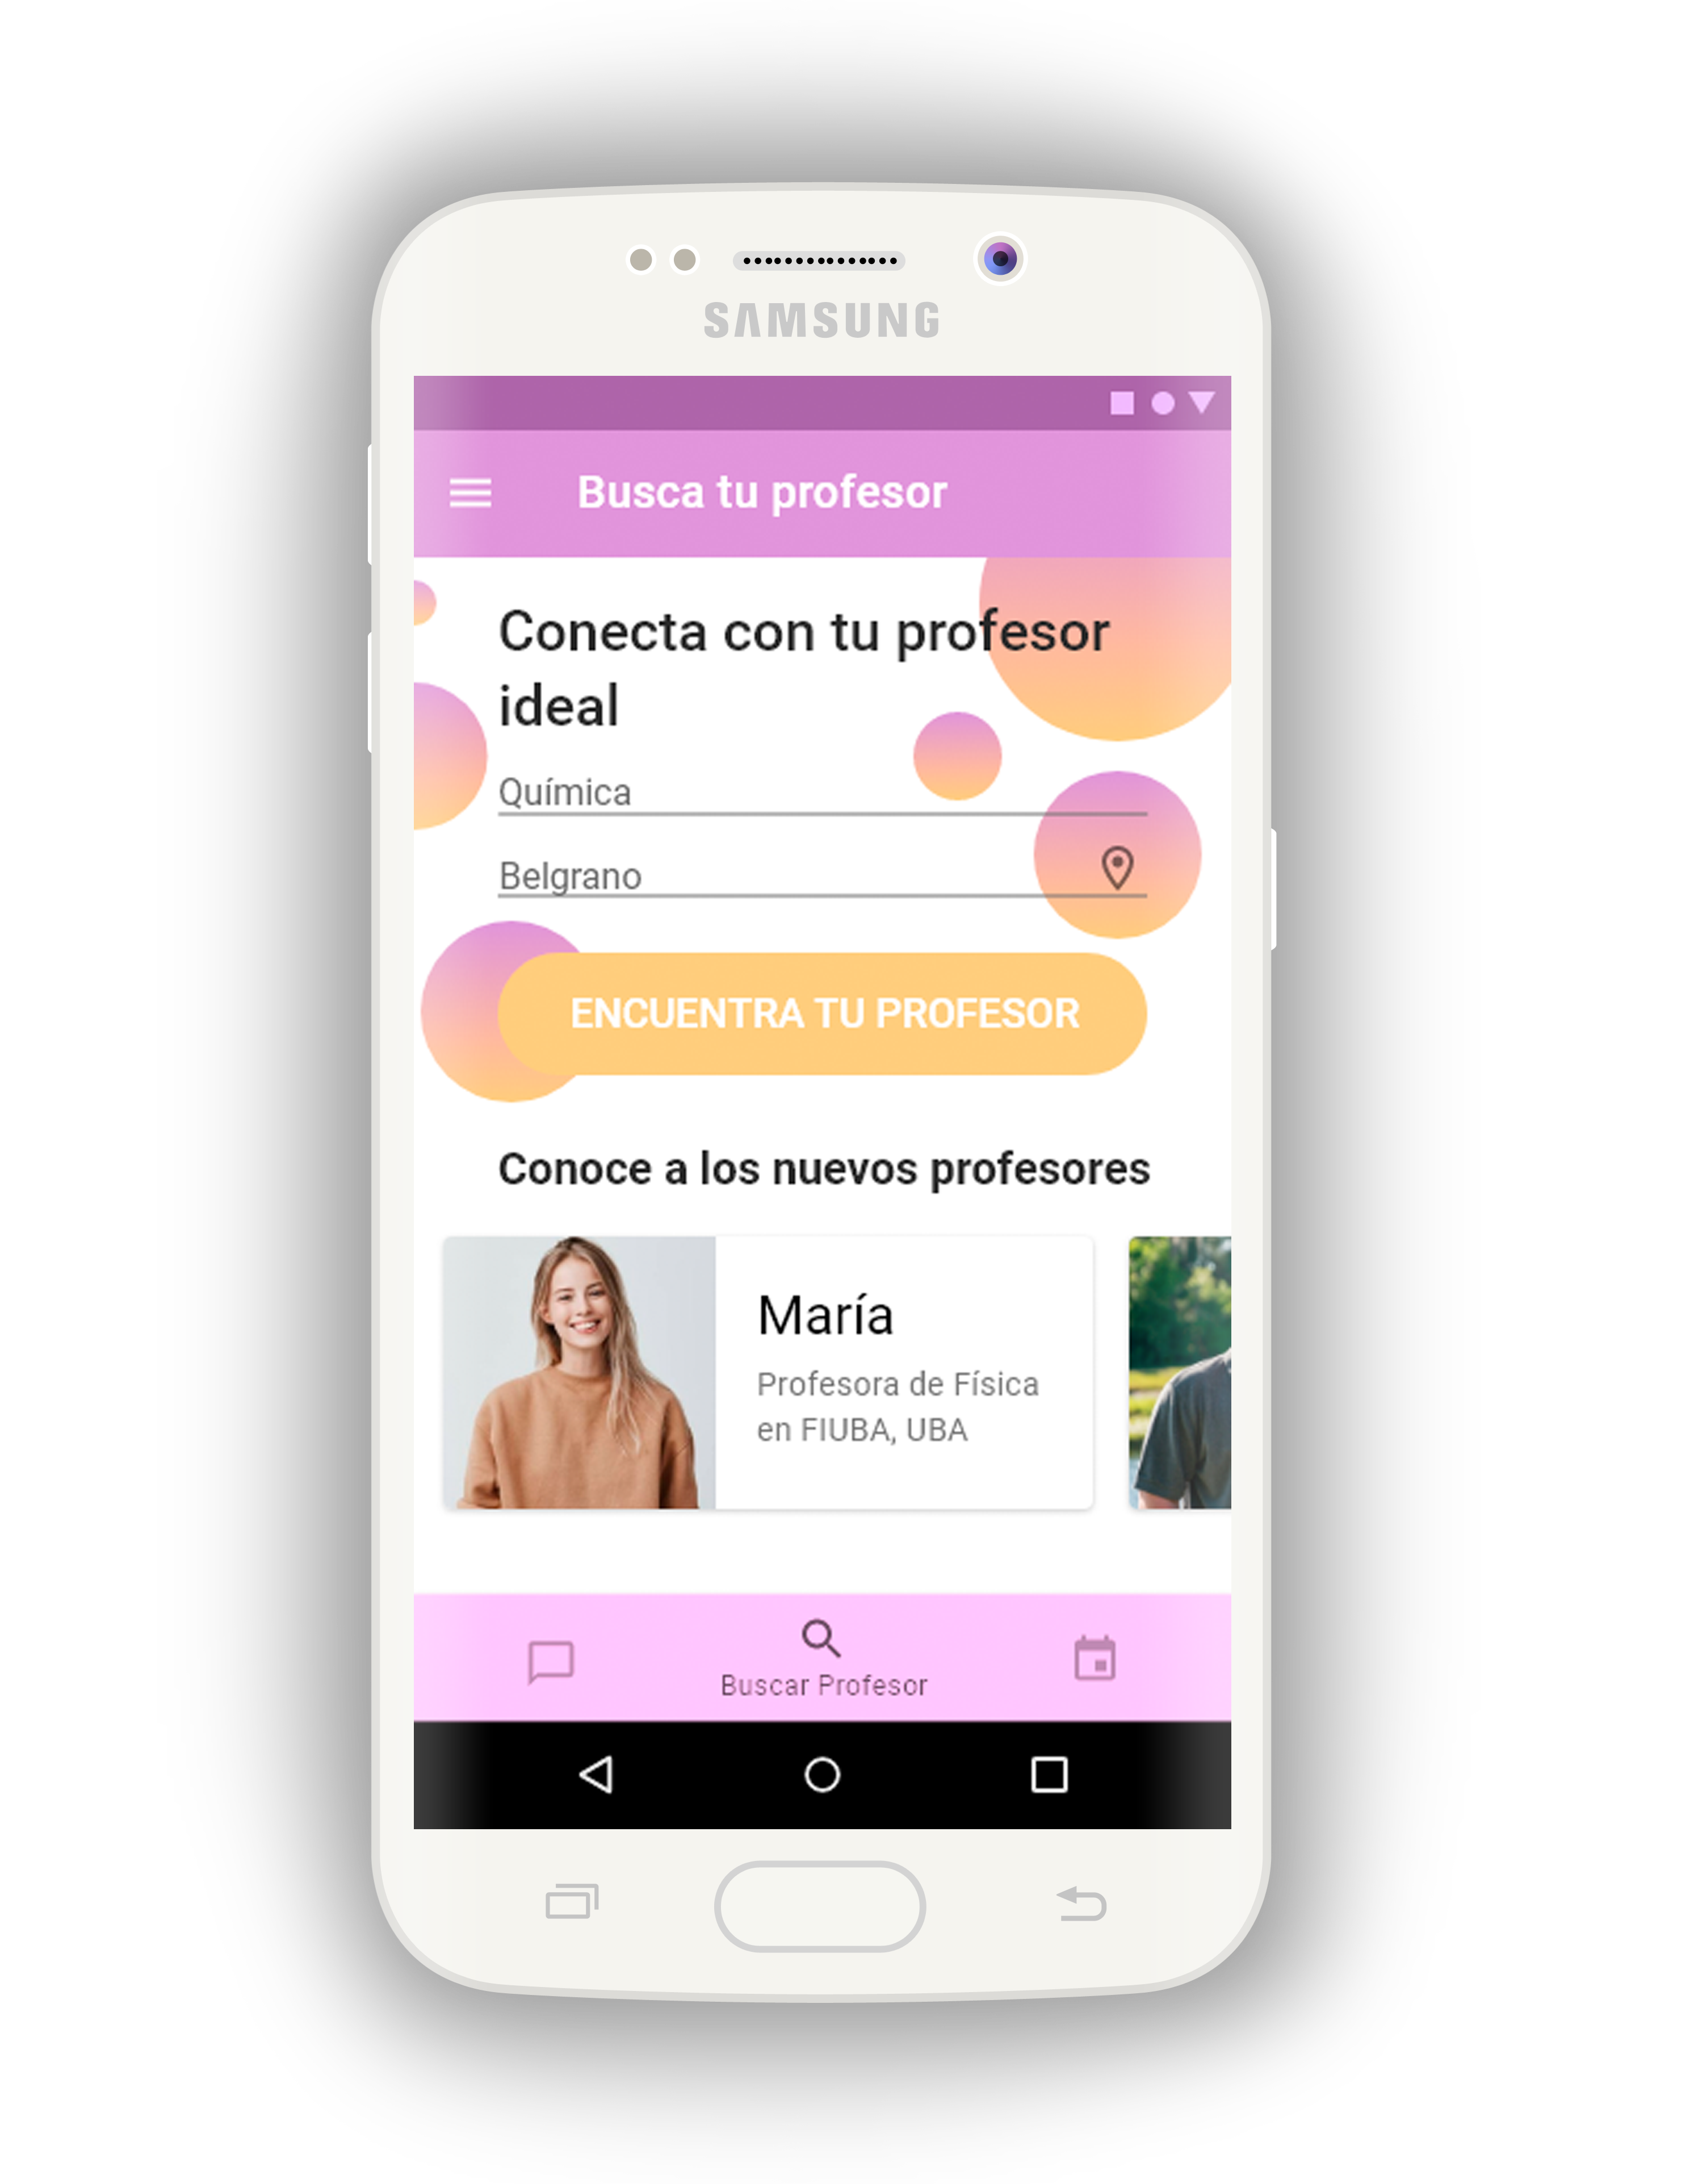 SAMSUNG
Busca tu profesor
Conecta con tu profesor
ideal
Química
Belgrano
ENCUENTRA TU PROFESOR
Conoce a los nuevos profesores
María
Profesora de Física
en FIUBA, UBA
Buscar Profesor